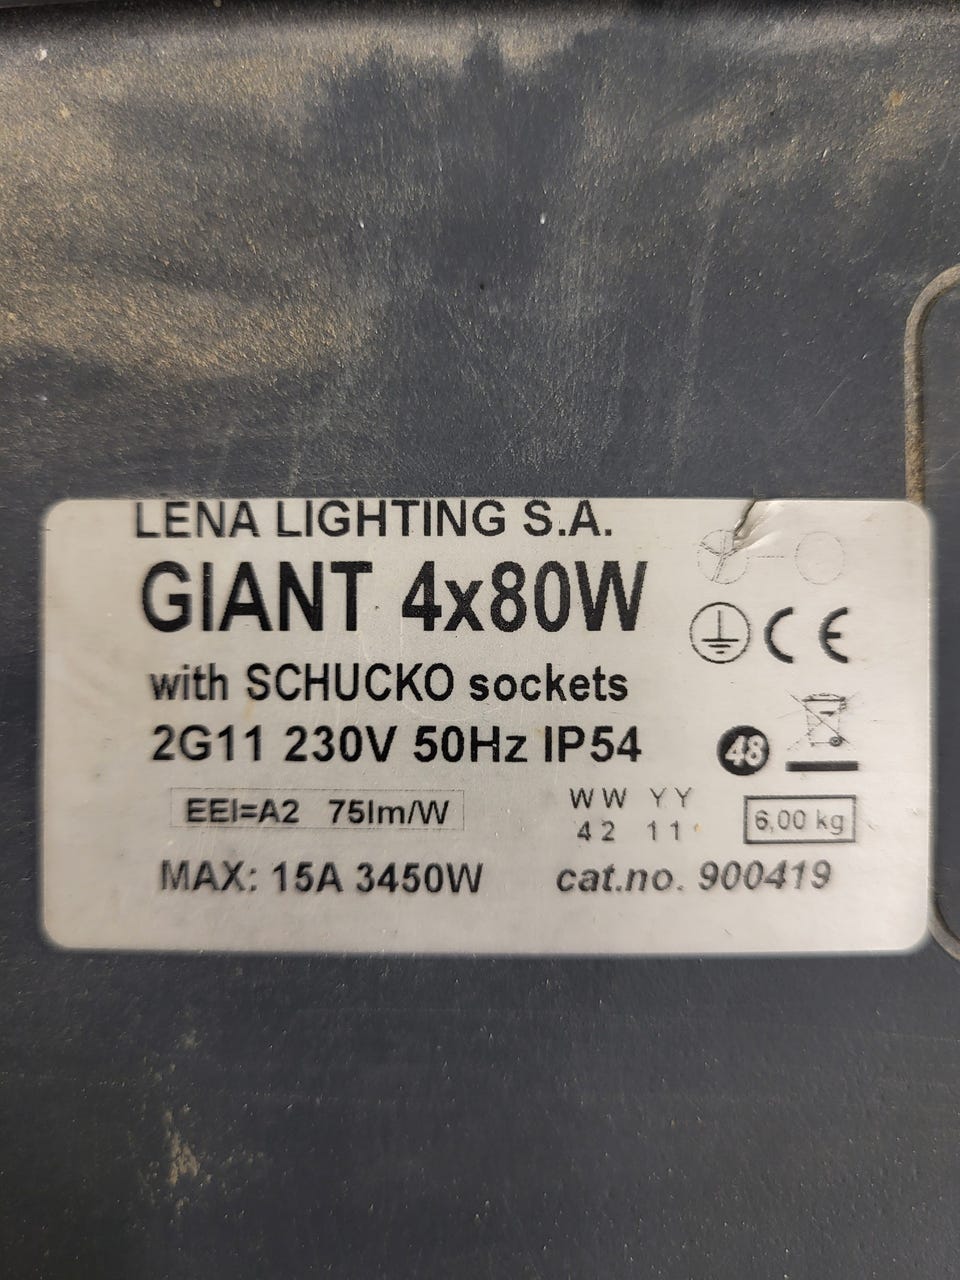 LENA LIGHTING S.A.
GIANT 4x80W
with SCHUCKO sockets
CE
2G11 230V 50Hz IP54
48
EEI=A2 75lm/W
WW YY
42 11
6,00 kg
MAX: 15A 3450W
cat.no. 900419